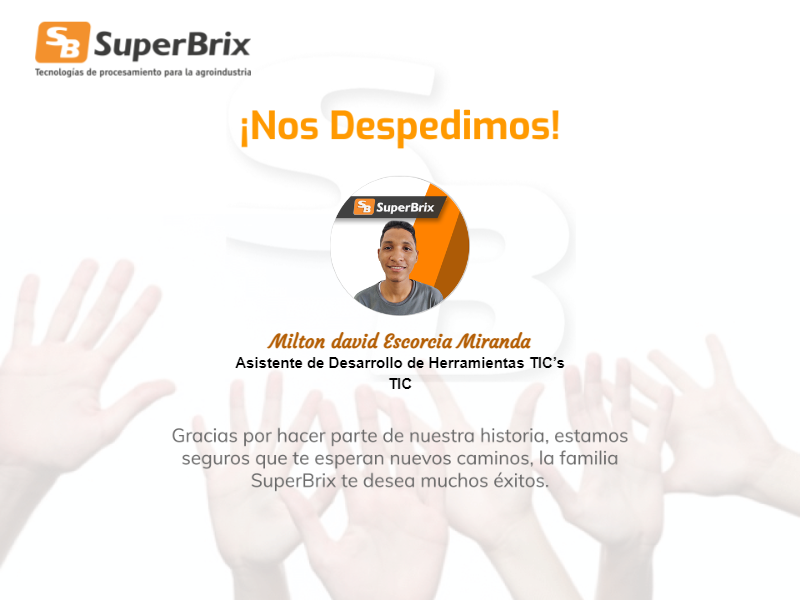 SB SuperBrix
Tecnologías de procesamiento para la agroindustria
¡Nos Despedimos!
SB SuperBrix
Milton david Escorcia Miranda
Asistente de Desarrollo de Herramientas TIC's
TIC
Gracias por hacer parte de nuestra historia, estamos
seguros que te esperan nuevos caminos, la familia
SuperBrix te desea muchos éxitos.